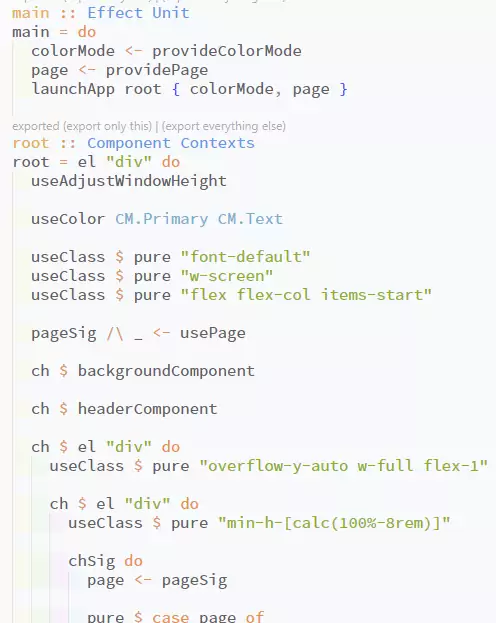 main :: Effect Unit
main = do
  colorMode <- provideColorMode
  page <- providePage
  launchApp root { colorMode, page }
exported (export only this) | (export everything else)
root :: Component Contexts
root = el "div" do
  useAdjustWindowHeight
  useColor CM.Primary CM.Text
  useClass $ pure "font-default"
  useClass $ pure "w-screen"
  useClass $ pure "flex flex-col items-start"
  pageSig /\ _ <- usePage
  ch $ backgroundComponent
  ch $ headerComponent
  ch $ el "div" do
    useClass $ pure "overflow-y-auto w-full flex-1"
    ch $ el "div" do
      useClass $ pure "min-h-[calc(100%-8rem)]"
      chSig do
        page <- pageSig
        pure $ case page of